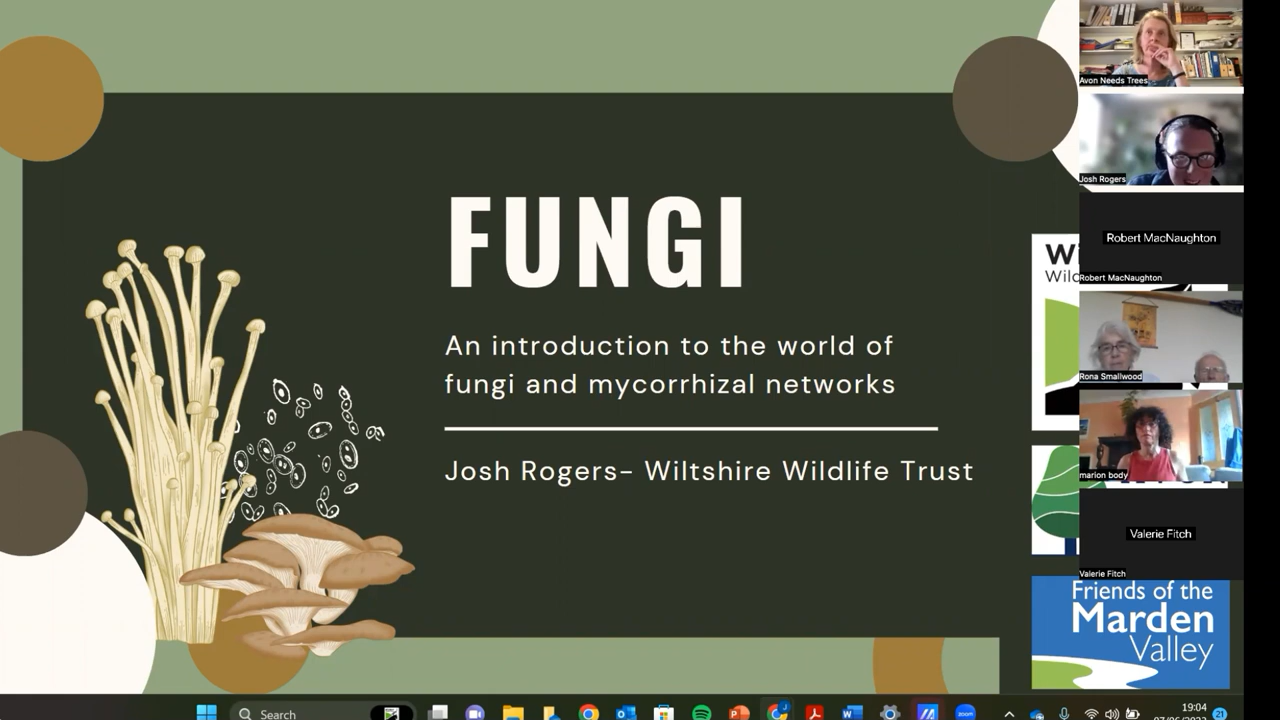 FUNGI
An introduction to the world of
fungi and mycorrhizal networks
Josh Rogers– Wiltshire Wildlife Trust
Avon Needs Trees
Josh Rogers
Robert MacNaughton
Robert MacNaughton
Rona Smallwood
marion body
Valerie Fitch
Valerie Fitch
Friends of the
Marden
Valley
Search
19:04
21